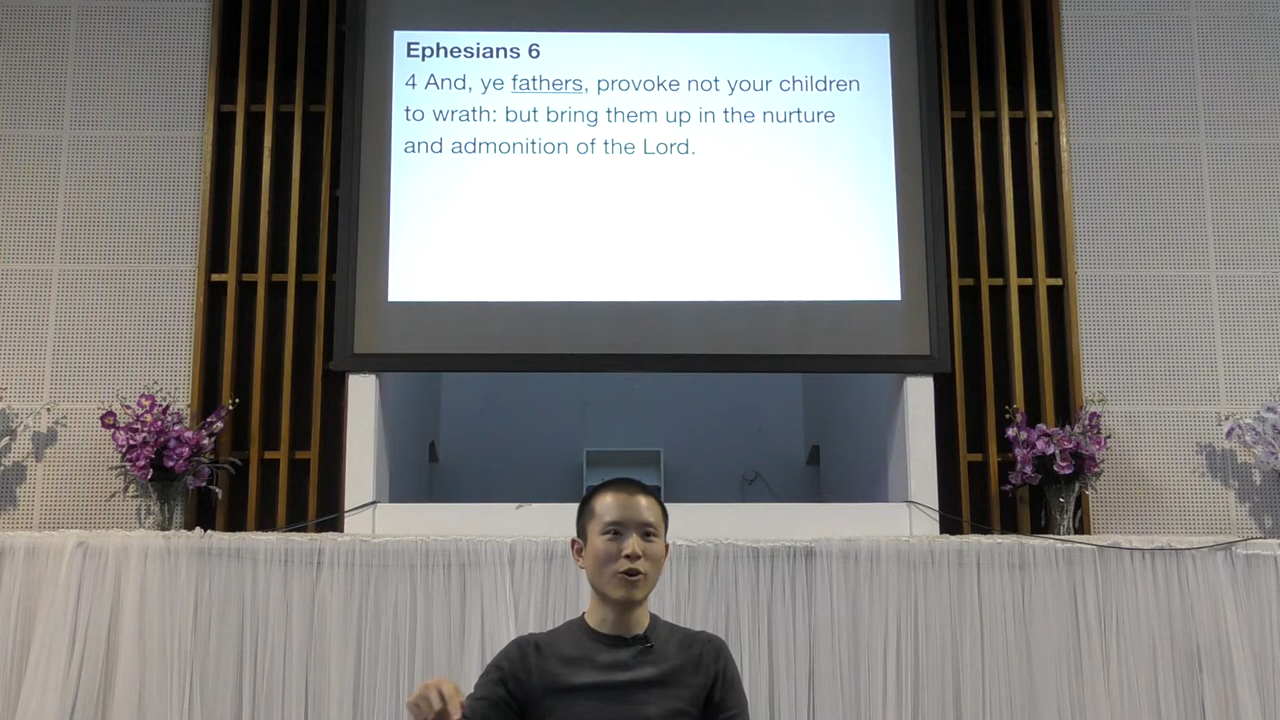 Ephesians 6
4 And, ye fathers, provoke not your children
to wrath: but bring them up in the nurture
and admonition of the Lord.